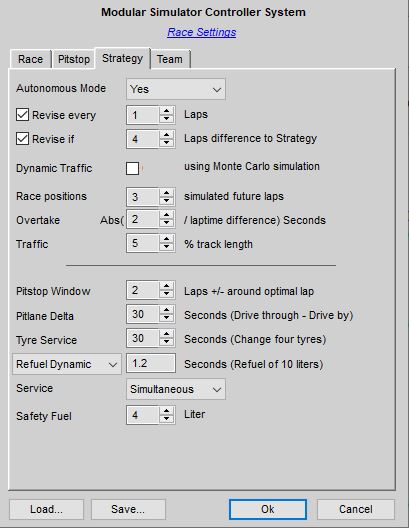 Modular Simulator Controller System
Race Settings
Race Pitstop Strategy Team
Autonomous Mode Yes
Revise every 1 Laps
Revise if 4 Laps difference to Strategy
Dynamic Traffic using Monte Carlo simulation
Race positions 3 simulated future laps
Overtake Abs( 2 / laptime difference) Seconds
Traffic 5 % track length
Pitstop Window 2 Laps +/- around optimal lap
Pitlane Delta 30 Seconds (Drive through - Drive by)
Tyre Service 30 Seconds (Change four tyres)
Refuel Dynamic 1.2 Seconds (Refuel of 10 liters)
Service Simultaneous
Safety Fuel 4 Liter
Load... Save... Ok Cancel